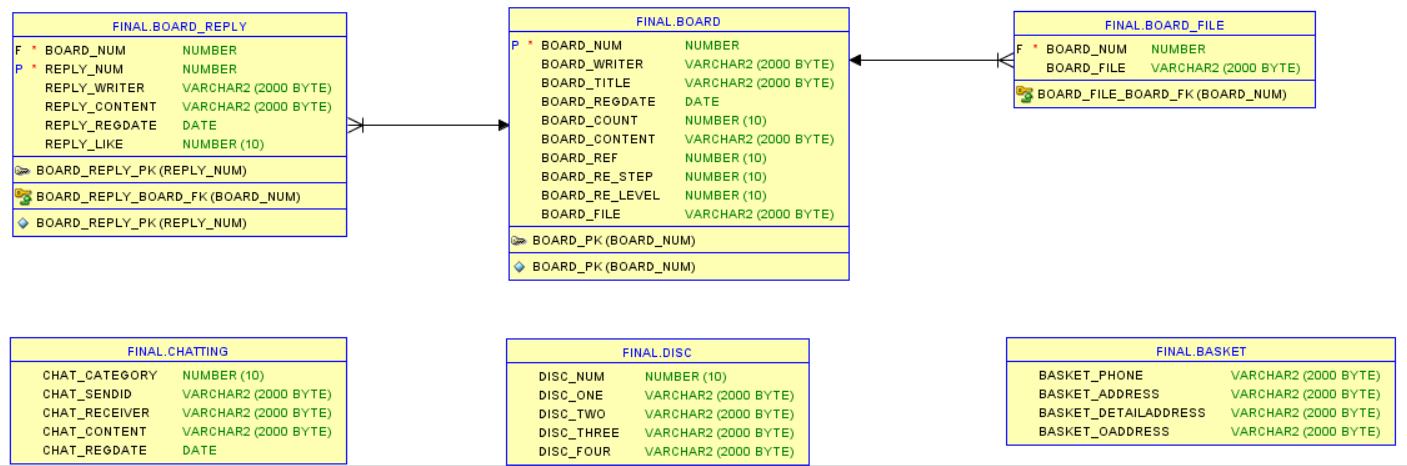 FINAL.BOARD_REPLY
F * BOARD_NUM NUMBER
P * REPLY_NUM NUMBER
REPLY_WRITER VARCHAR2 (2000 BYTE)
REPLY_CONTENT VARCHAR2 (2000 BYTE)
REPLY_REGDATE DATE
REPLY_LIKE NUMBER (10)
BOARD_REPLY_PK (REPLY_NUM)
BOARD_REPLY_BOARD_FK (BOARD_NUM)
BOARD_REPLY_PK (REPLY_NUM)
FINAL.BOARD
P * BOARD_NUM NUMBER
BOARD_WRITER VARCHAR2 (2000 BYTE)
BOARD_TITLE VARCHAR2 (2000 BYTE)
BOARD_REGDATE DATE
BOARD_COUNT NUMBER (10)
BOARD_CONTENT VARCHAR2 (2000 BYTE)
BOARD_REF NUMBER (10)
BOARD_RE_STEP NUMBER (10)
BOARD_RE_LEVEL NUMBER (10)
BOARD_FILE VARCHAR2 (2000 BYTE)
BOARD_PK (BOARD_NUM)
BOARD_PK (BOARD_NUM)
FINAL.BOARD_FILE
F * BOARD_NUM NUMBER
BOARD_FILE VARCHAR2 (2000 BYTE)
BOARD_FILE_BOARD_FK (BOARD_NUM)
FINAL.CHATTING
CHAT_CATEGORY NUMBER (10)
CHAT_SENDID VARCHAR2 (2000 BYTE)
CHAT_RECEIVER VARCHAR2 (2000 BYTE)
CHAT_CONTENT VARCHAR2 (2000 BYTE)
CHAT_REGDATE DATE
FINAL.DISC
DISC_NUM NUMBER (10)
DISC_ONE VARCHAR2 (2000 BYTE)
DISC_TWO VARCHAR2 (2000 BYTE)
DISC_THREE VARCHAR2 (2000 BYTE)
DISC_FOUR VARCHAR2 (2000 BYTE)
FINAL.BASKET
BASKET_PHONE VARCHAR2 (2000 BYTE)
BASKET_ADDRESS VARCHAR2 (2000 BYTE)
BASKET_DETAILADDRESS VARCHAR2 (2000 BYTE)
BASKET_OADDRESS VARCHAR2 (2000 BYTE)